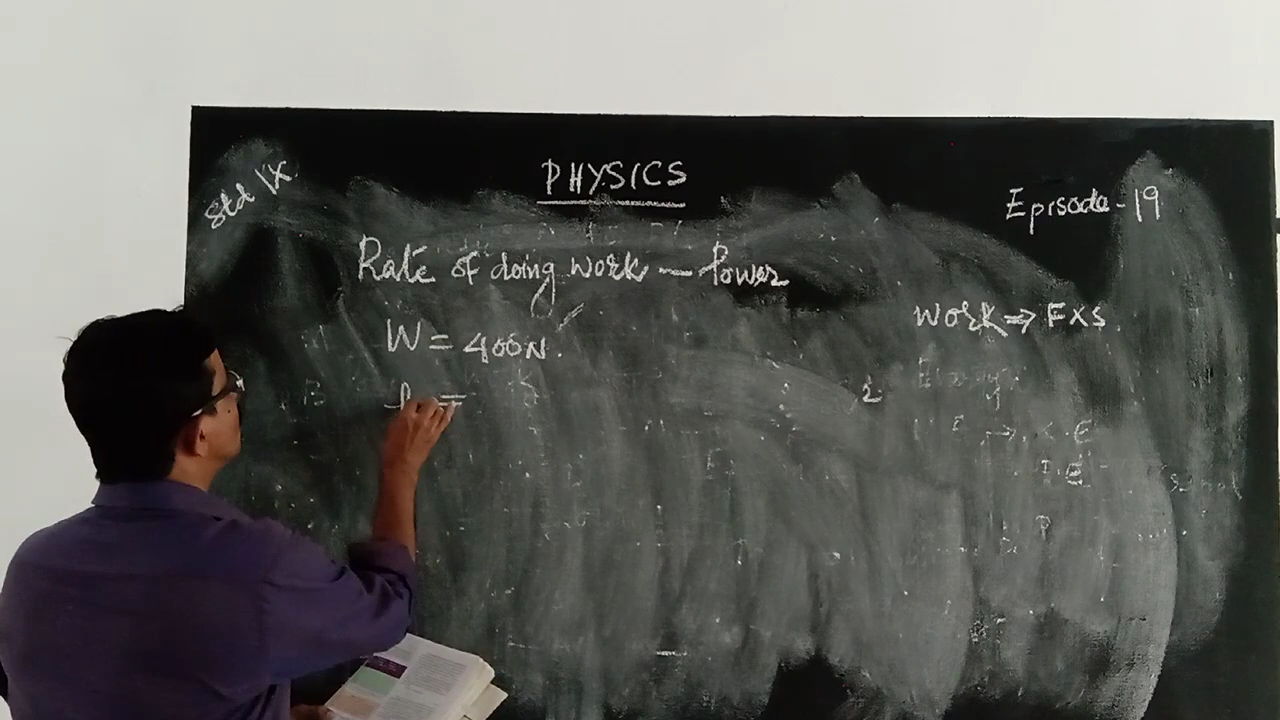 PHYSICS
Std IX
Episode-19
Rate of doing work – Power
Work ⇒ F×S.
W = 400N.